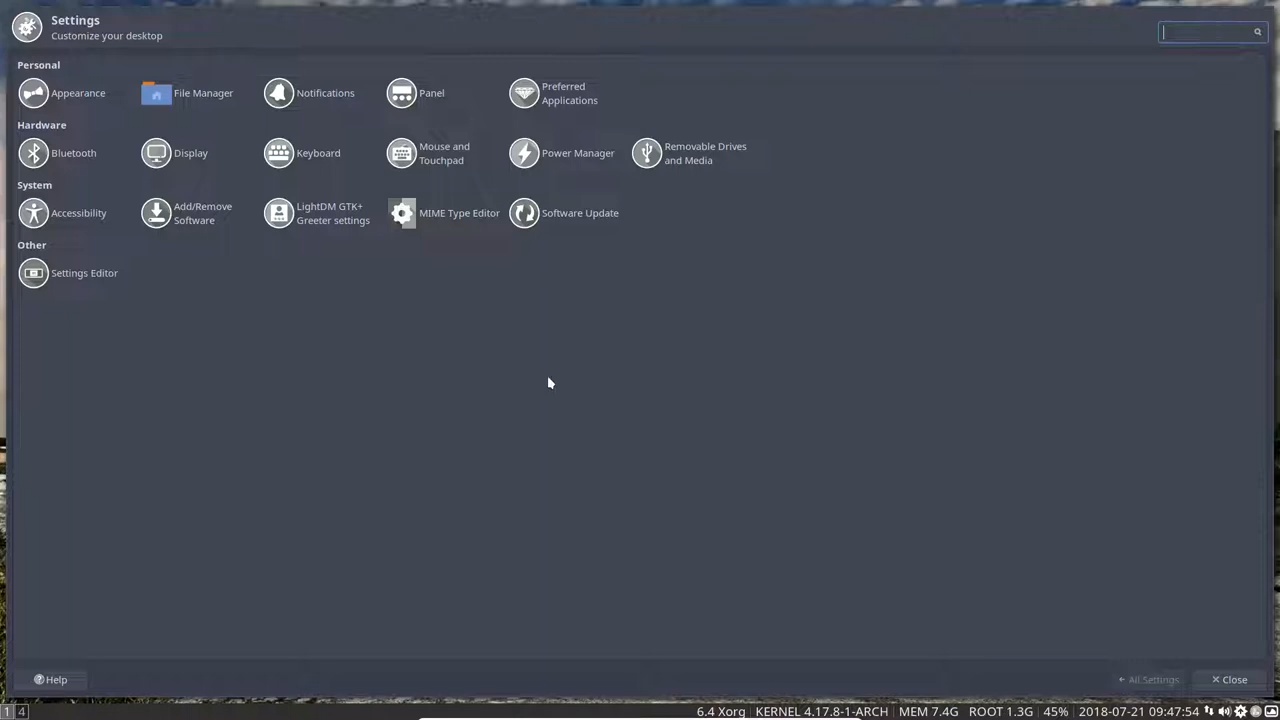 Settings
Customize your desktop
Personal
Appearance
File Manager
Notifications
Panel
Preferred
Applications
Hardware
Bluetooth
Display
Keyboard
Mouse and
Touchpad
Power Manager
Removable Drives
and Media
System
Accessibility
Add/Remove
Software
LightDM GTK+
Greeter settings
MIME Type Editor
Software Update
Other
Settings Editor
Help
All Settings
Close
1 4 6.4 Xorg KERNEL 4.17.8-1-ARCH MEM 7.4G ROOT 1.3G 45% 2018-07-21 09:47:54